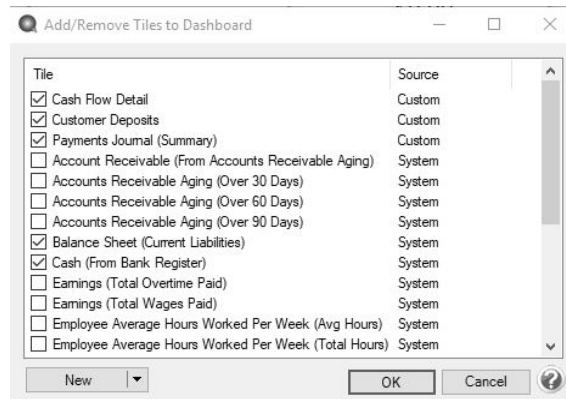 Add/Remove Tiles to Dashboard
Tile Source
Cash Flow Detail Custom
Customer Deposits Custom
Payments Journal (Summary) Custom
Account Receivable (From Accounts Receivable Aging) System
Accounts Receivable Aging (Over 30 Days) System
Accounts Receivable Aging (Over 60 Days) System
Accounts Receivable Aging (Over 90 Days) System
Balance Sheet (Current Liabilities) System
Cash (From Bank Register) System
Earnings (Total Overtime Paid) System
Earnings (Total Wages Paid) System
Employee Average Hours Worked Per Week (Avg Hours) System
Employee Average Hours Worked Per Week (Total Hours) System
New OK Cancel ?